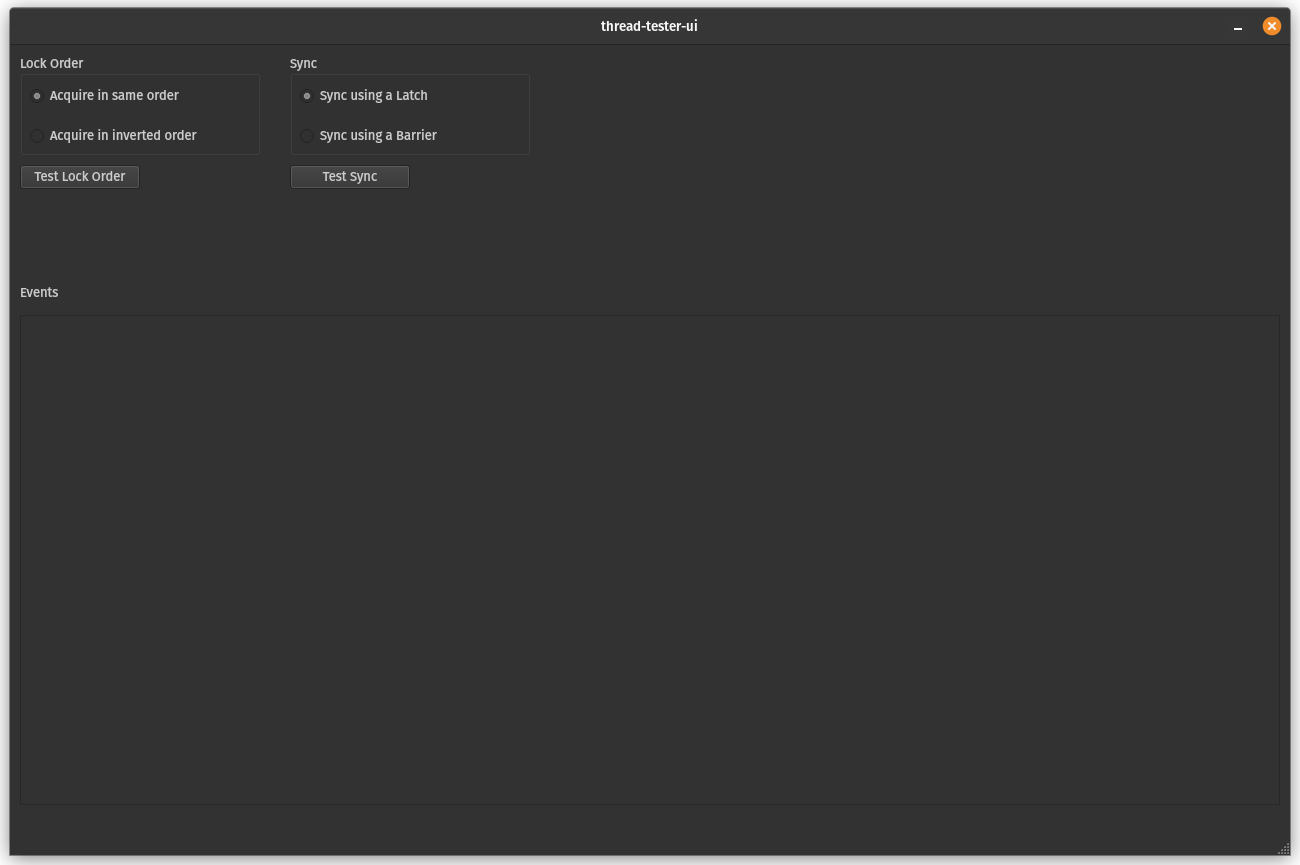 thread-tester-ui
Lock Order
Acquire in same order
Acquire in inverted order
Test Lock Order
Sync
Sync using a Latch
Sync using a Barrier
Test Sync
Events